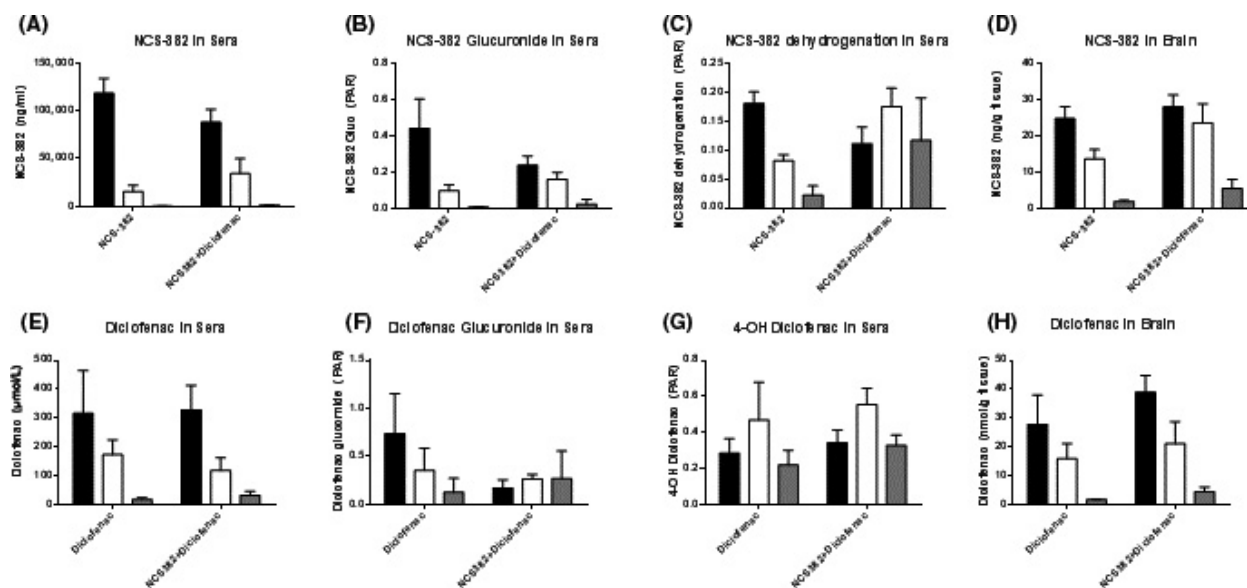 (A)
NCS-382 in Sera
NCS-382 (ng/ml)
150,000
100,000
50,000
0
NCS-382
NCS382+Diclofenac
(B)
NCS-382 Glucuronide in Sera
NCS-382 Gluo (PAR)
0.8
0.6
0.4
0.2
0.0
NCS-382
NCS382+Diclofenac
(C)
NCS-382 dehydrogenation in Sera
NCS-382 dehydrogenation (PAR)
0.25
0.20
0.15
0.10
0.05
0.00
NCS-382
NCS382+Diclofenac
(D)
NCS-382 in Brain
NCS-382 (ng/g tissue)
40
30
20
10
0
NCS-382
NCS382+Diclofenac
(E)
Diclofenac in Sera
Diclofenac (μmol/L)
500
400
300
200
100
0
Diclofenac
NCS382+Diclofenac
(F)
Diclofenac Glucuronide in Sera
Diclofenac glucornide (PAR)
1.5
1.0
0.5
0.0
Diclofenac
NCS382+Diclofenac
(G)
4-OH Diclofenac in Sera
4-OH Diclofenac (PAR)
0.8
0.6
0.4
0.2
0.0
Diclofenac
NCS382+Diclofenac
(H)
Diclofenac in Brain
Diclofenac (nmol/g tissue)
50
40
30
20
10
0
Diclofenac
NCS382+Diclofenac